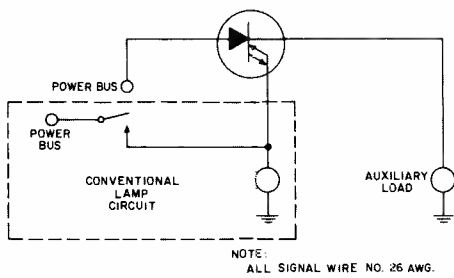 POWER BUS
POWER
BUS
CONVENTIONAL
LAMP
CIRCUIT
AUXILIARY
LOAD
NOTE:
ALL SIGNAL WIRE NO. 26 AWG.